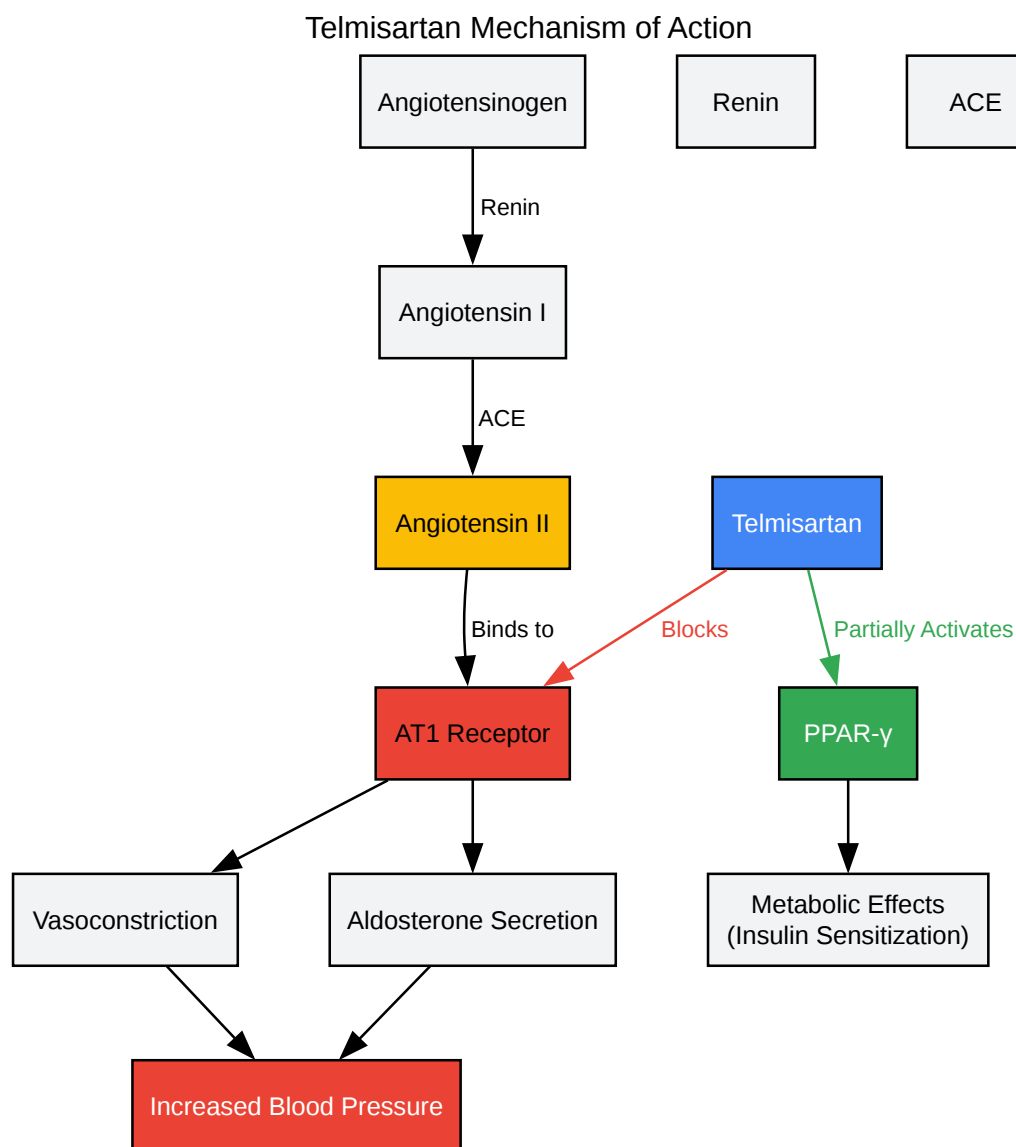 Telmisartan Mechanism of Action
Angiotensinogen
Renin
ACE
Renin
Angiotensin I
ACE
Angiotensin II
Telmisartan
Binds to
Blocks
Partially Activates
AT1 Receptor
PPAR-γ
Vasoconstriction
Aldosterone Secretion
Metabolic Effects
(Insulin Sensitization)
Increased Blood Pressure